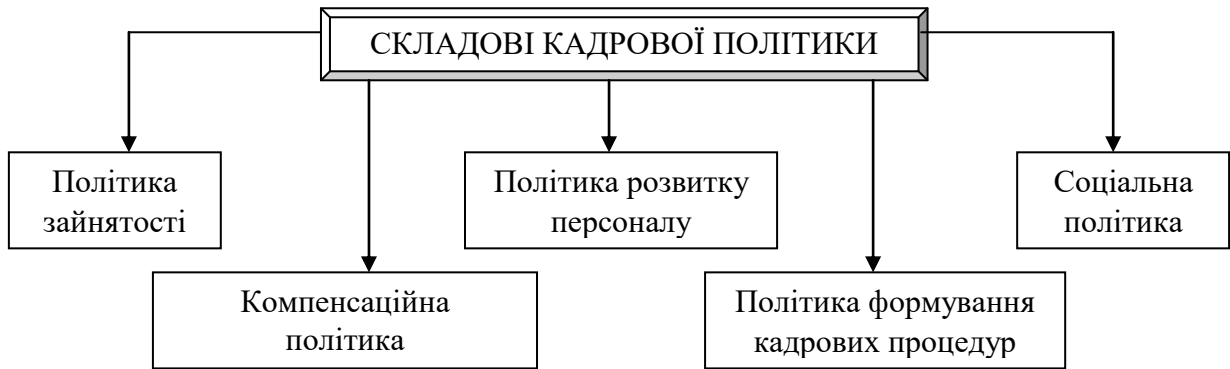 СКЛАДОВІ КАДРОВОЇ ПОЛІТИКИ
Політика
зайнятості
Політика розвитку
персоналу
Соціальна
політика
Компенсаційна
політика
Політика формування
кадрових процедур